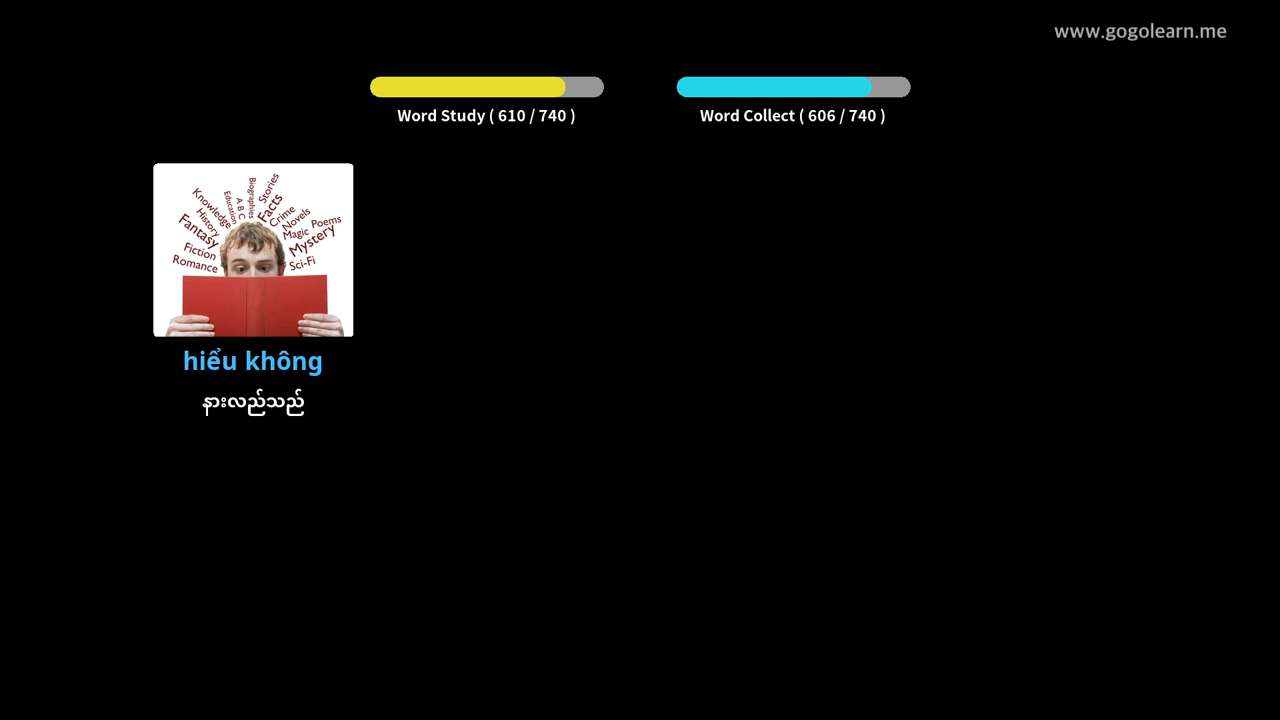 www.gogolearn.me
Word Study ( 610 / 740 )
Word Collect ( 606 / 740 )
Knowledge
History
Fantasy
Fiction
Romance
Education
A B C
Biographies
Stories
Facts
Crime
Novels
Magic
Poems
Mystery
Sci-Fi
hiểu không
နားလည်သည်